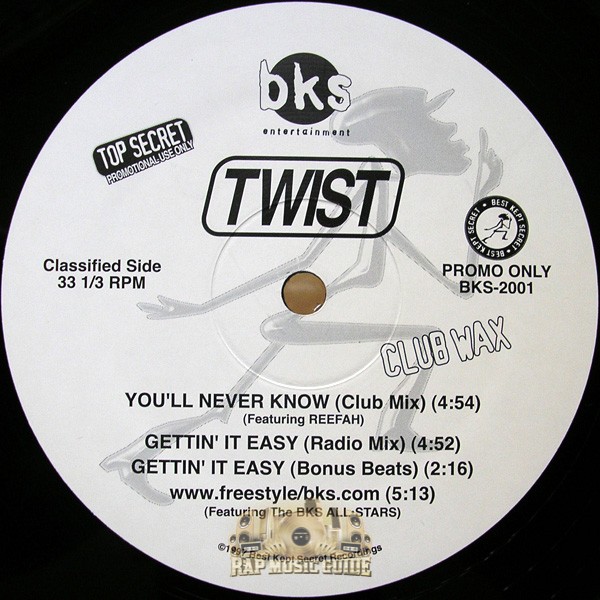 bks
entertainment
TOP SECRET
PROMOTIONAL USE ONLY
TWIST
BEST KEPT SECRET • BEST KEPT SECRET •
Classified Side
33 1/3 RPM
PROMO ONLY
BKS-2001
CLUB WAX
YOU'LL NEVER KNOW (Club Mix) (4:54)
(Featuring REEFAH)
GETTIN' IT EASY (Radio Mix) (4:52)
GETTIN' IT EASY (Bonus Beats) (2:16)
www.freestyle/bks.com (5:13)
(Featuring The BKS ALL-STARS)
Best Kept Secret Recordings
RAP MUSIC GUIDE